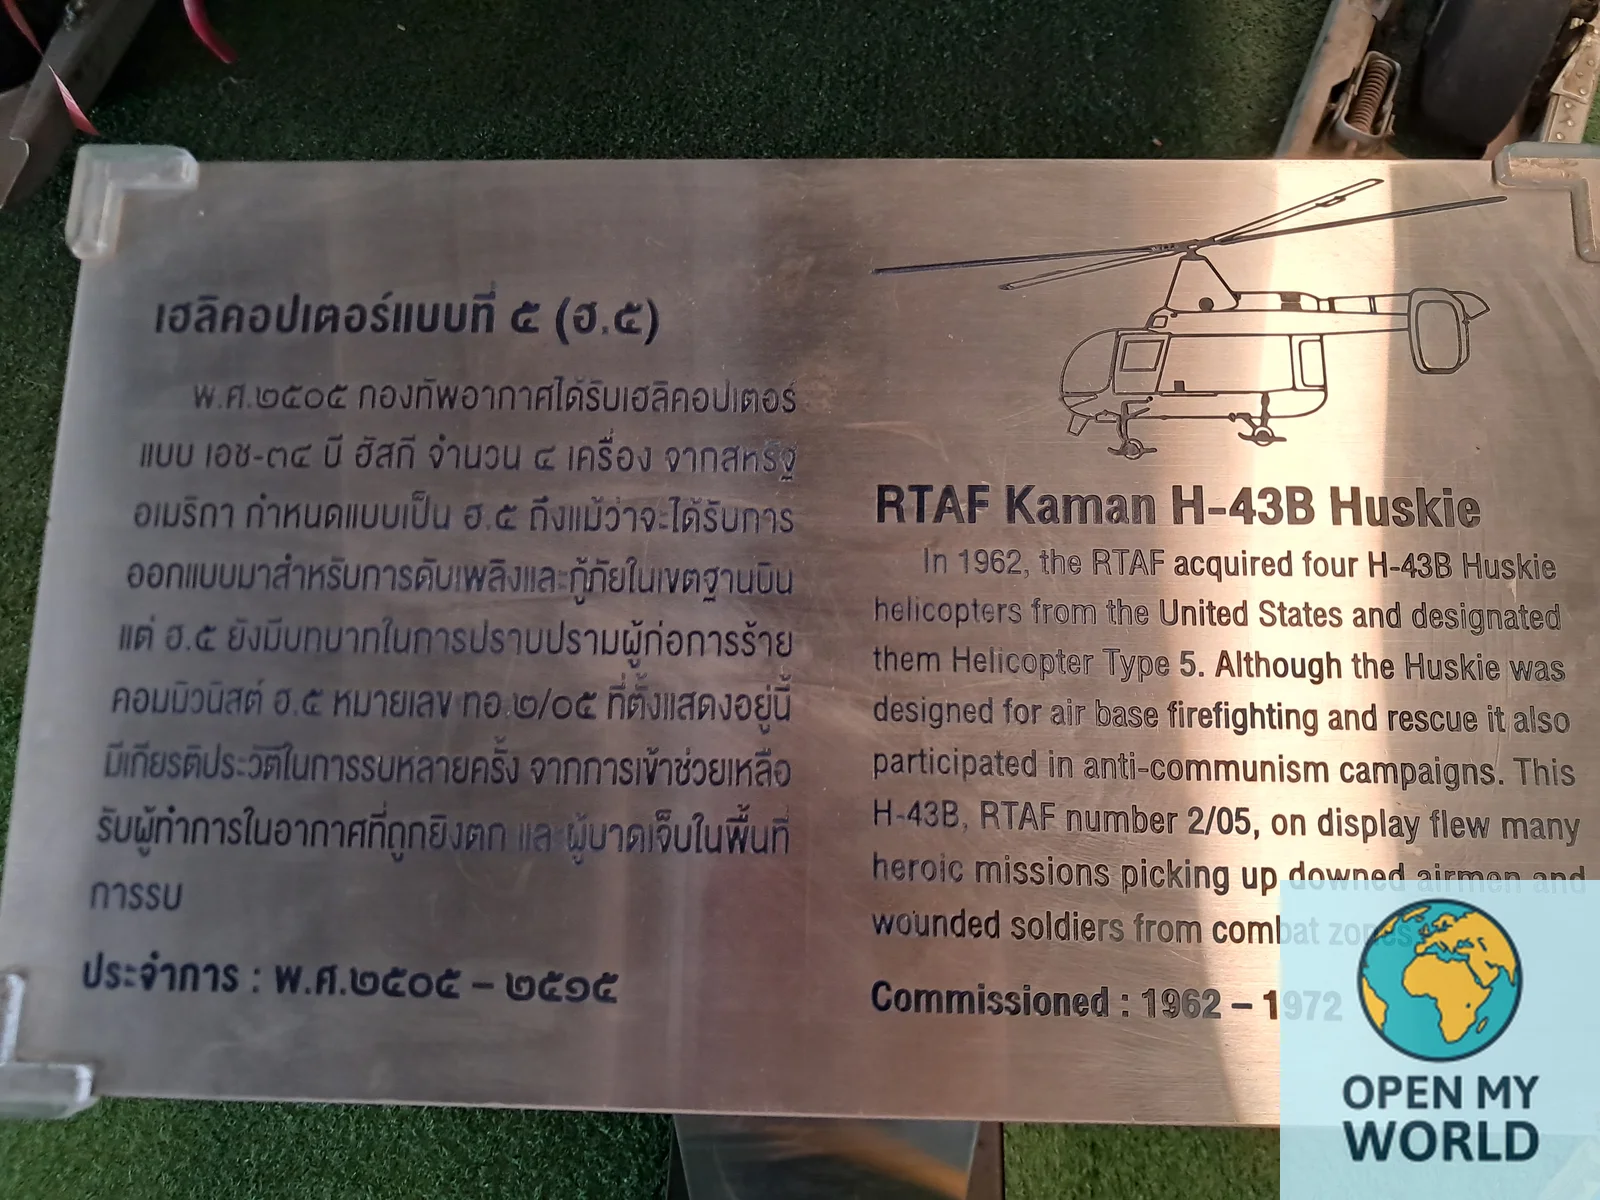 เฮลิคอปเตอร์แบบที่ ๕ (ฮ.๕)
พ.ศ.๒๕๐๕ กองทัพอากาศได้รับเฮลิคอปเตอร์
แบบ เอช-๓๔ บี ฮัสกี จำนวน ๔ เครื่อง จากสหรัฐ
อเมริกา กำหนดแบบเป็น ฮ.๕ ถึงแม้ว่าจะได้รับการ
ออกแบบมาสำหรับการดับเพลิงและกู้ภัยในเขตฐานบิน
แต่ ฮ.๕ ยังมีบทบาทในการปราบปรามผู้ก่อการร้าย
คอมมิวนิสต์ ฮ.๕ หมายเลข ทอ.๒/๐๕ ที่ตั้งแสดงอยู่นี้
มีเกียรติประวัติในการรบหลายครั้ง จากการเข้าช่วยเหลือ
รับผู้ทำการในอากาศที่ถูกยิงตก และ ผู้บาดเจ็บในพื้นที่
การรบ
ประจำการ : พ.ศ.๒๕๐๕ – ๒๕๑๕
RTAF Kaman H-43B Huskie
In 1962, the RTAF acquired four H-43B Huskie
helicopters from the United States and designated
them Helicopter Type 5. Although the Huskie was
designed for air base firefighting and rescue it also
participated in anti-communism campaigns. This
H-43B, RTAF number 2/05, on display flew many
heroic missions picking up downed airmen and
wounded soldiers from combat zones.
Commissioned : 1962 – 1972
OPEN MY
WORLD